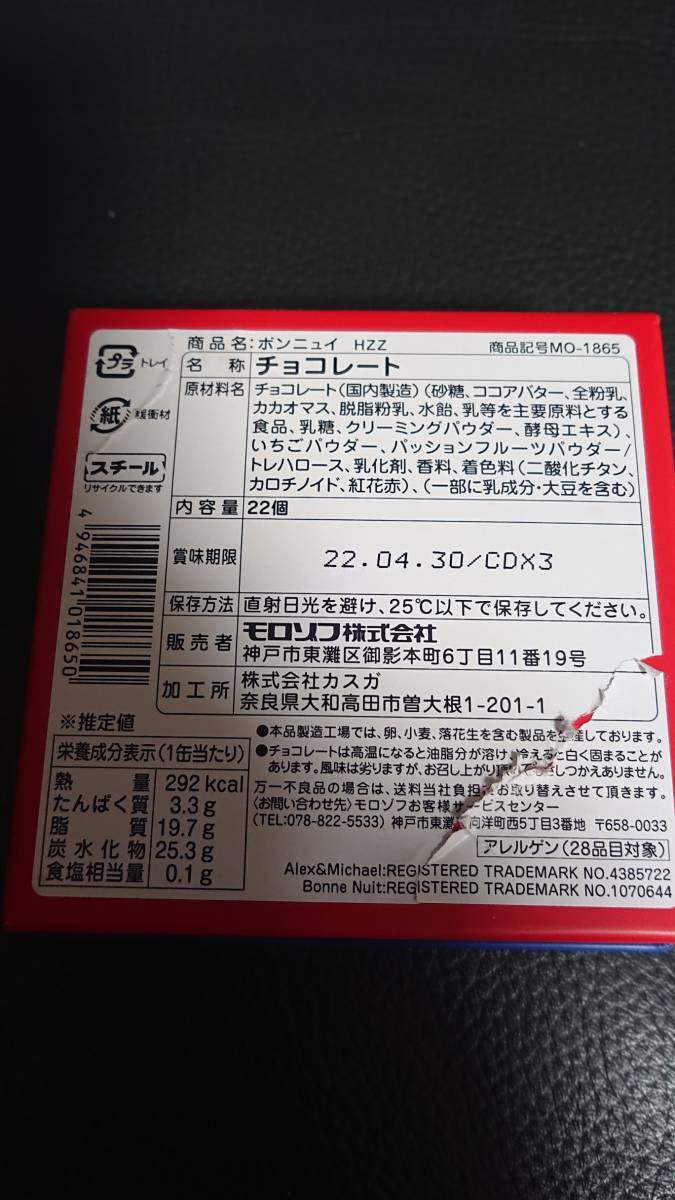 プラ トレイ
紙 緩衝材
スチール
リサイクルできます
4946841018650
商品名:ボンニュイ HZZ 商品記号MO-1865
名称 チョコレート
原材料名 チョコレート(国内製造)(砂糖、ココアバター、全粉乳、
カカオマス、脱脂粉乳、水飴、乳等を主要原料とする
食品、乳糖、クリーミングパウダー、酵母エキス)、
いちごパウダー、パッションフルーツパウダー/
トレハロース、乳化剤、香料、着色料(二酸化チタン、
カロチノイド、紅花赤)、(一部に乳成分・大豆を含む)
内容量 22個
賞味期限 22.04.30/CDX3
保存方法 直射日光を避け、25℃以下で保存してください。
販売者 モロゾフ株式会社
神戸市東灘区御影本町6丁目11番19号
加工所 株式会社カスガ
奈良県大和高田市曽大根1-201-1
※推定値
栄養成分表示(1缶当たり)
熱量 292 kcal
たんぱく質 3.3g
脂質 19.7g
炭水化物 25.3g
食塩相当量 0.1g
●本品製造工場では、卵、小麦、落花生を含む製品を産しております。
●チョコレートは高温になると油脂分が溶け、冷えると白く固まることが
あります。風味は劣りますが、お召し上がり さしつかえありません。
万一不良品の場合は、送料当社負担 お取り替えさせて頂きます。
〈お問い合わせ先〉モロゾフお客様サービスセンター
(TEL:078-822-5533) 神戸市東灘 向洋町西5丁目3番地 〒658-0033
アレルゲン(28品目対象)
Alex&Michael:REGISTERED TRADEMARK NO.4385722
Bonne Nuit:REGISTERED TRADEMARK NO.1070644